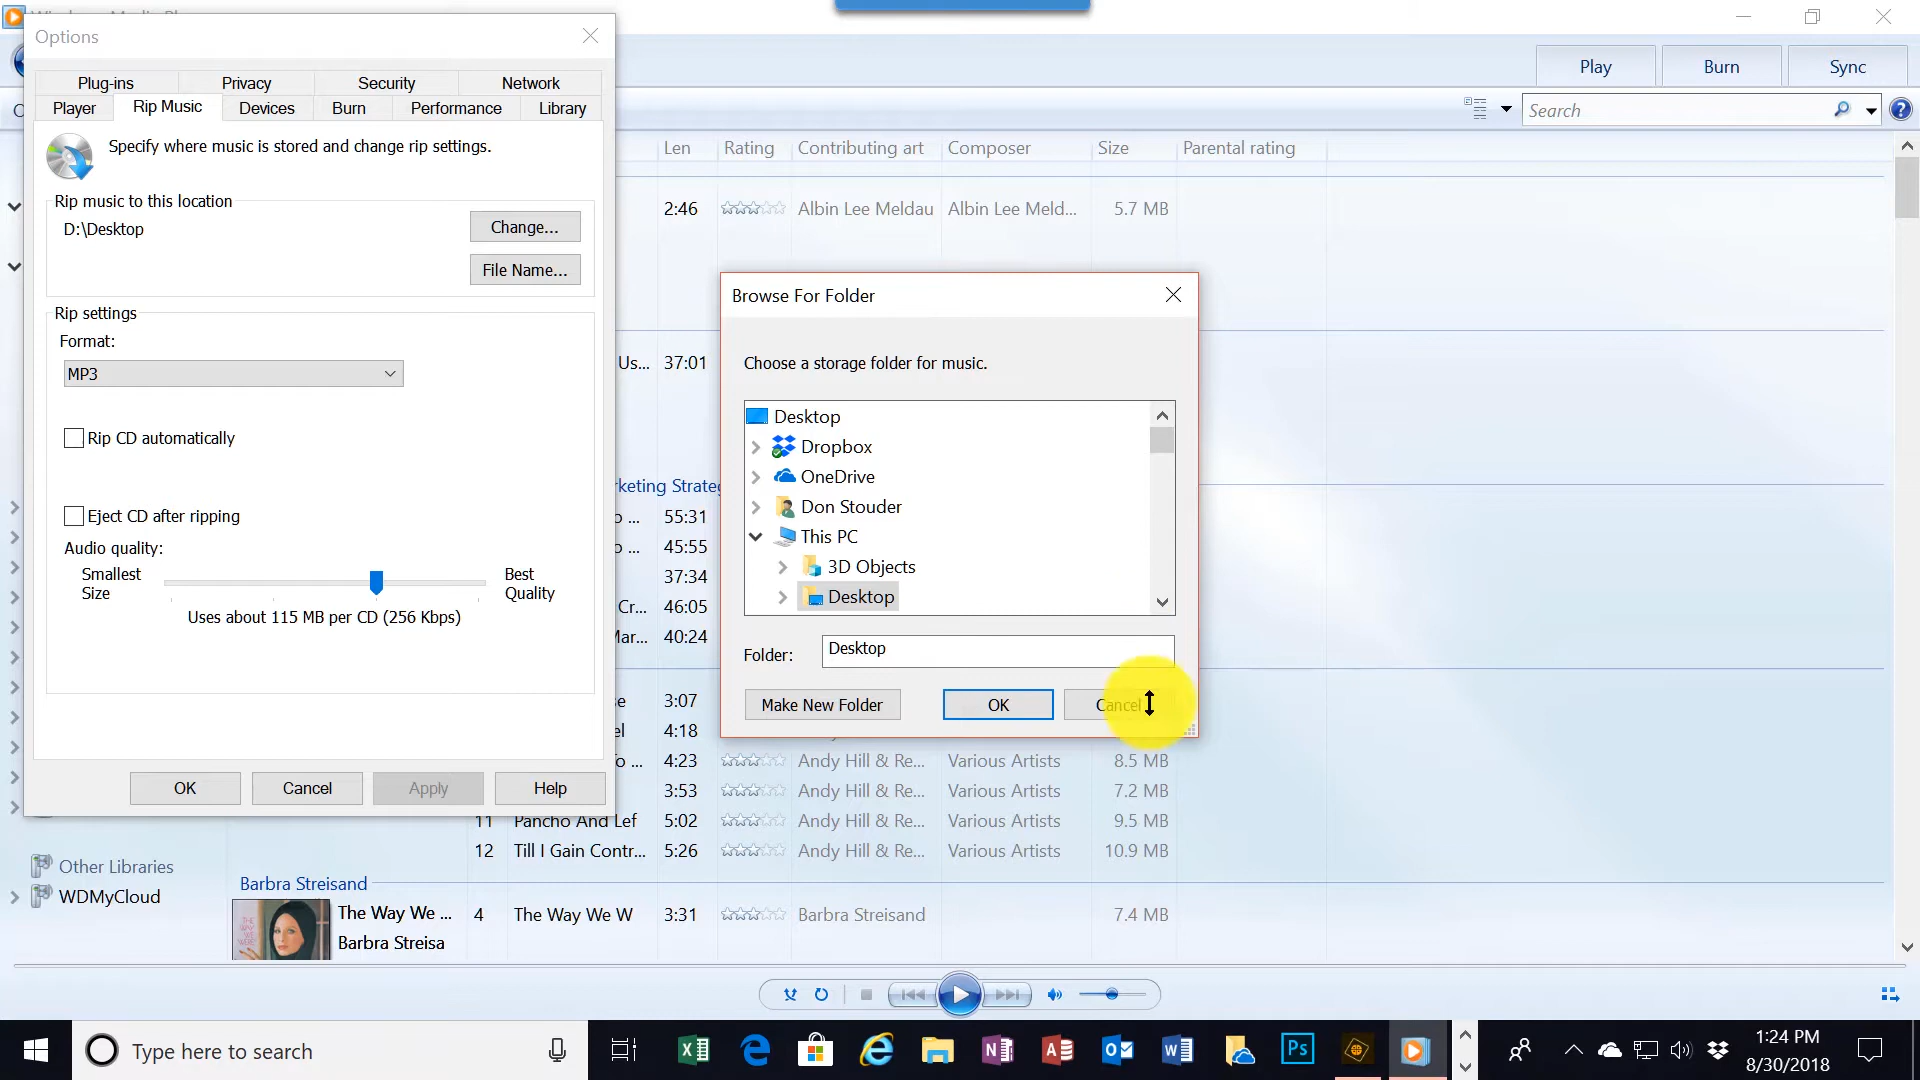 Options
Plug-ins Privacy Security Network
Player Rip Music Devices Burn Performance Library
Specify where music is stored and change rip settings.
Rip music to this location
D:\Desktop
Change...
File Name...
Rip settings
Format:
MP3
Rip CD automatically
Eject CD after ripping
Audio quality:
Smallest Size
Best Quality
Uses about 115 MB per CD (256 Kbps)
OK Cancel Apply Help
Play Burn Sync
Search
Len Rating Contributing art Composer Size Parental rating
2:46 Albin Lee Meldau Albin Lee Meld... 5.7 MB
Us... 37:01
keting Strate
o ... 55:31
o ... 45:55
37:34
Cr... 46:05
Mar... 40:24
Browse For Folder
Choose a storage folder for music.
Desktop
Dropbox
OneDrive
Don Stouder
This PC
3D Objects
Desktop
Folder: Desktop
Make New Folder OK Cancel
e 3:07
el 4:18
o ... 4:23 Andy Hill & Re... Various Artists 8.5 MB
3:53 Andy Hill & Re... Various Artists 7.2 MB
11 Pancho And Lef 5:02 Andy Hill & Re... Various Artists 9.5 MB
12 Till I Gain Contr... 5:26 Andy Hill & Re... Various Artists 10.9 MB
Other Libraries
WDMyCloud
Barbra Streisand
The Way We ... 4 The Way We W 3:31 Barbra Streisand 7.4 MB
Barbra Streisa
Type here to search
1:24 PM
8/30/2018